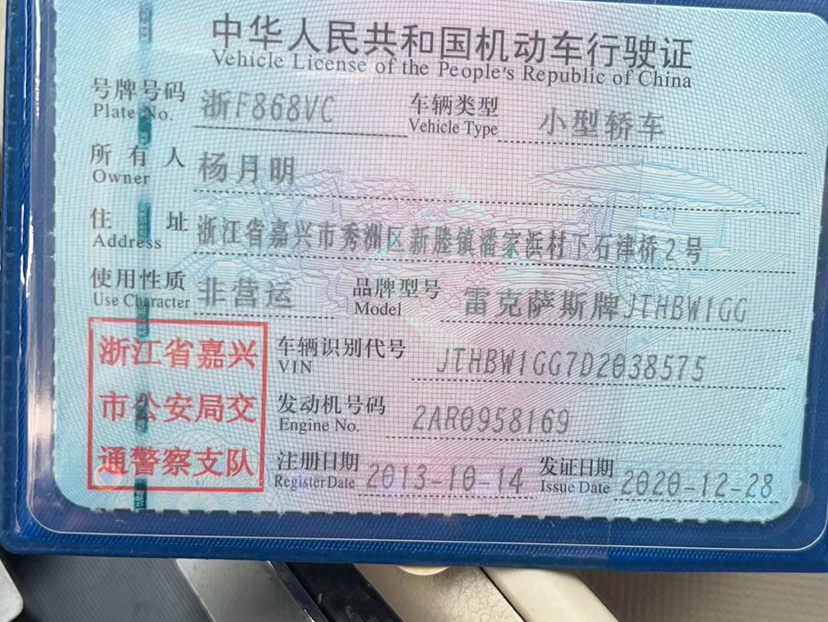 中华人民共和国机动车行驶证
Vehicle License of the People's Republic of China
号牌号码 浙F868VC 车辆类型 小型轿车
Plate No. Vehicle Type
所有人 杨月明
Owner
住址 浙江省嘉兴市秀洲区新塍镇潘家浜村下石津桥2号
Address
使用性质 非营运 品牌型号 雷克萨斯牌JTHBW1GG
Use Character Model
浙江省嘉兴 车辆识别代号 JTHBW1GG7D2038575
VIN
市公安局交 发动机号码 2AR0958169
Engine No.
通警察支队 注册日期 2013-10-14 发证日期 2020-12-28
Register Date Issue Date